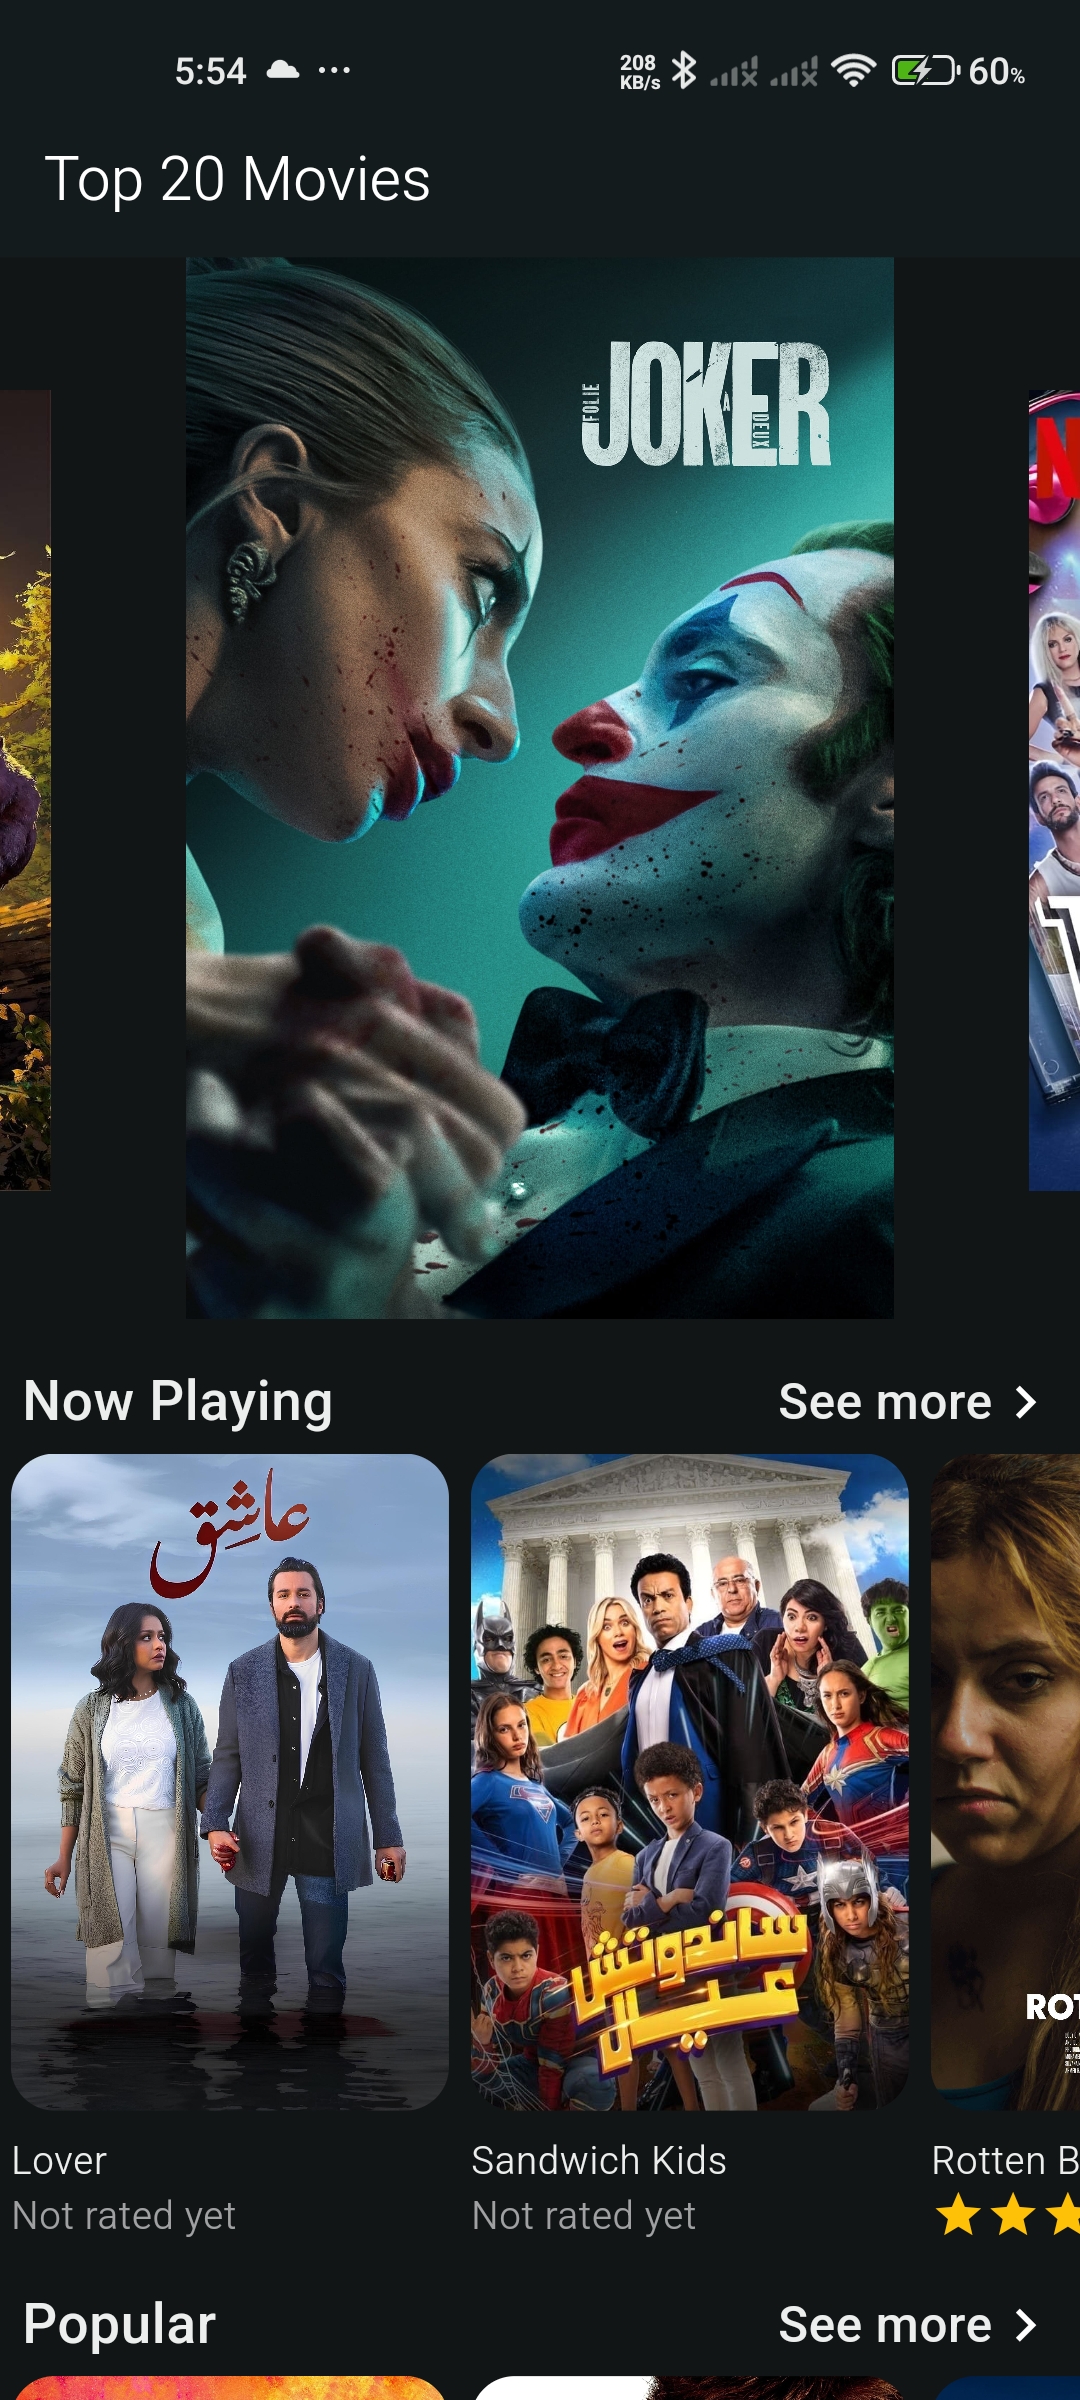 5:54
208
KB/s
60%
Top 20 Movies
JOKER
FOLIE
A
DEUX
N
Now Playing
See more
عاشق
ساندوتش
عيال
ROT
Lover
Sandwich Kids
Rotten B
Not rated yet
Not rated yet
Popular
See more